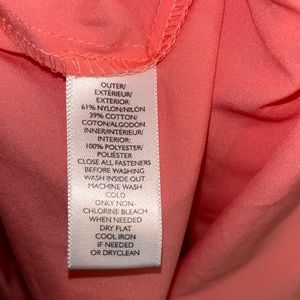 OUTER/
EXTÉRIEUR/
EXTERIOR:
61% NYLON/NILON
39% COTTON/
COTON/ALGODÓN
INNER/INTÉRIEUR/
INTERIOR:
100% POLYESTER/
POLIÉSTER
CLOSE ALL FASTENERS
BEFORE WASHING
WASH INSIDE OUT
MACHINE WASH
COLD
ONLY NON-
CHLORINE BLEACH
WHEN NEEDED
DRY FLAT
COOL IRON
IF NEEDED
OR DRYCLEAN